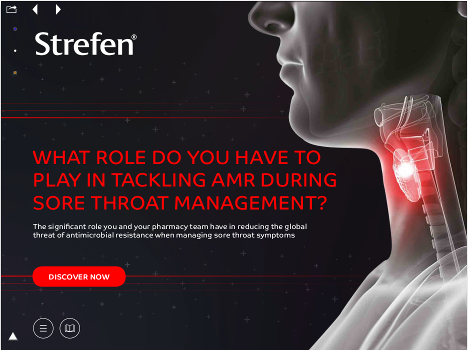 Strefen®
WHAT ROLE DO YOU HAVE TO
PLAY IN TACKLING AMR DURING
SORE THROAT MANAGEMENT?
The significant role you and your pharmacy team have in reducing the global
threat of antimicrobial resistance when managing sore throat symptoms
DISCOVER NOW